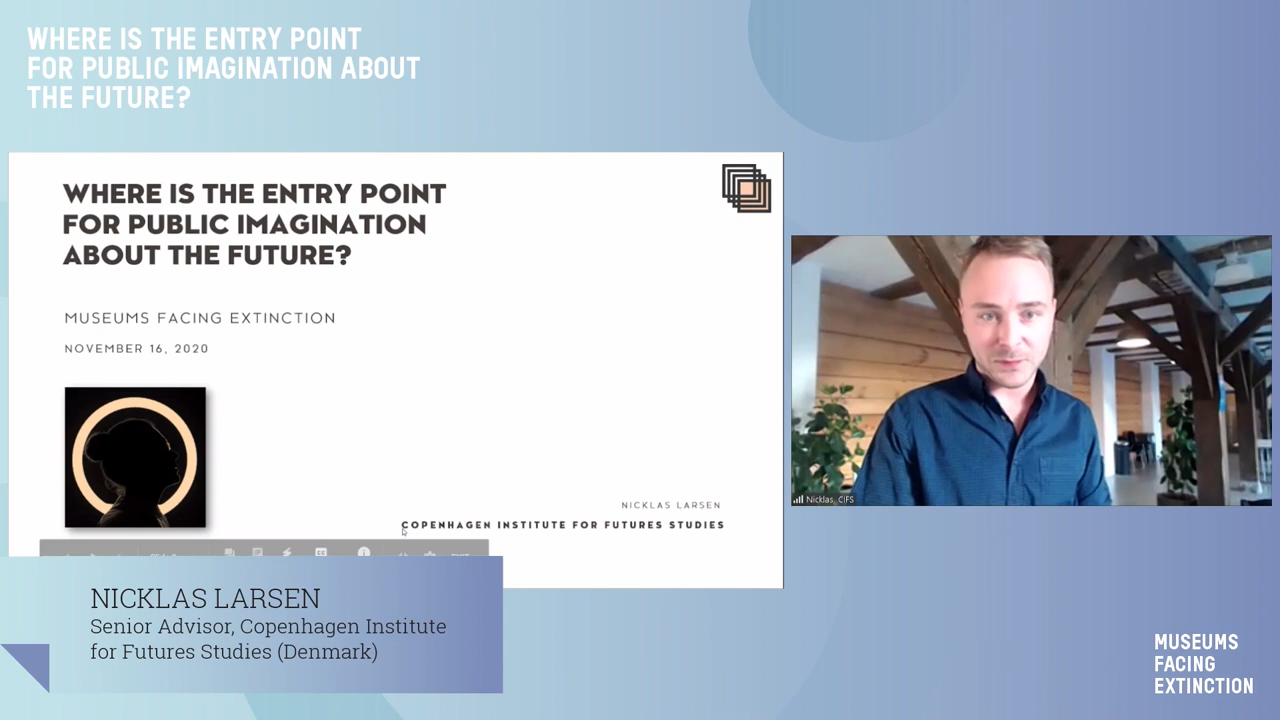 WHERE IS THE ENTRY POINT
FOR PUBLIC IMAGINATION ABOUT
THE FUTURE?
WHERE IS THE ENTRY POINT
FOR PUBLIC IMAGINATION
ABOUT THE FUTURE?
MUSEUMS FACING EXTINCTION
NOVEMBER 16, 2020
NICKLAS LARSEN
COPENHAGEN INSTITUTE FOR FUTURES STUDIES
Nicklas, CIFS
NICKLAS LARSEN
Senior Advisor, Copenhagen Institute
for Futures Studies (Denmark)
MUSEUMS
FACING
EXTINCTION